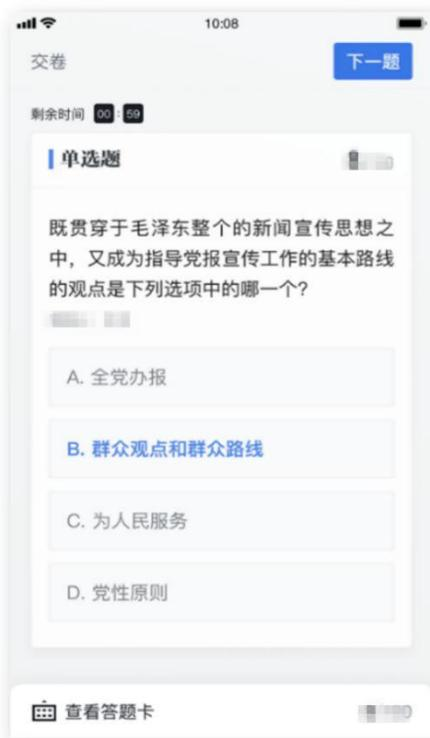 10:08
交卷
下一题
剩余时间 00:59
单选题
既贯穿于毛泽东整个的新闻宣传思想之
中，又成为指导党报宣传工作的基本路线
的观点是下列选项中的哪一个?
A. 全党办报
B. 群众观点和群众路线
C. 为人民服务
D. 党性原则
查看答题卡